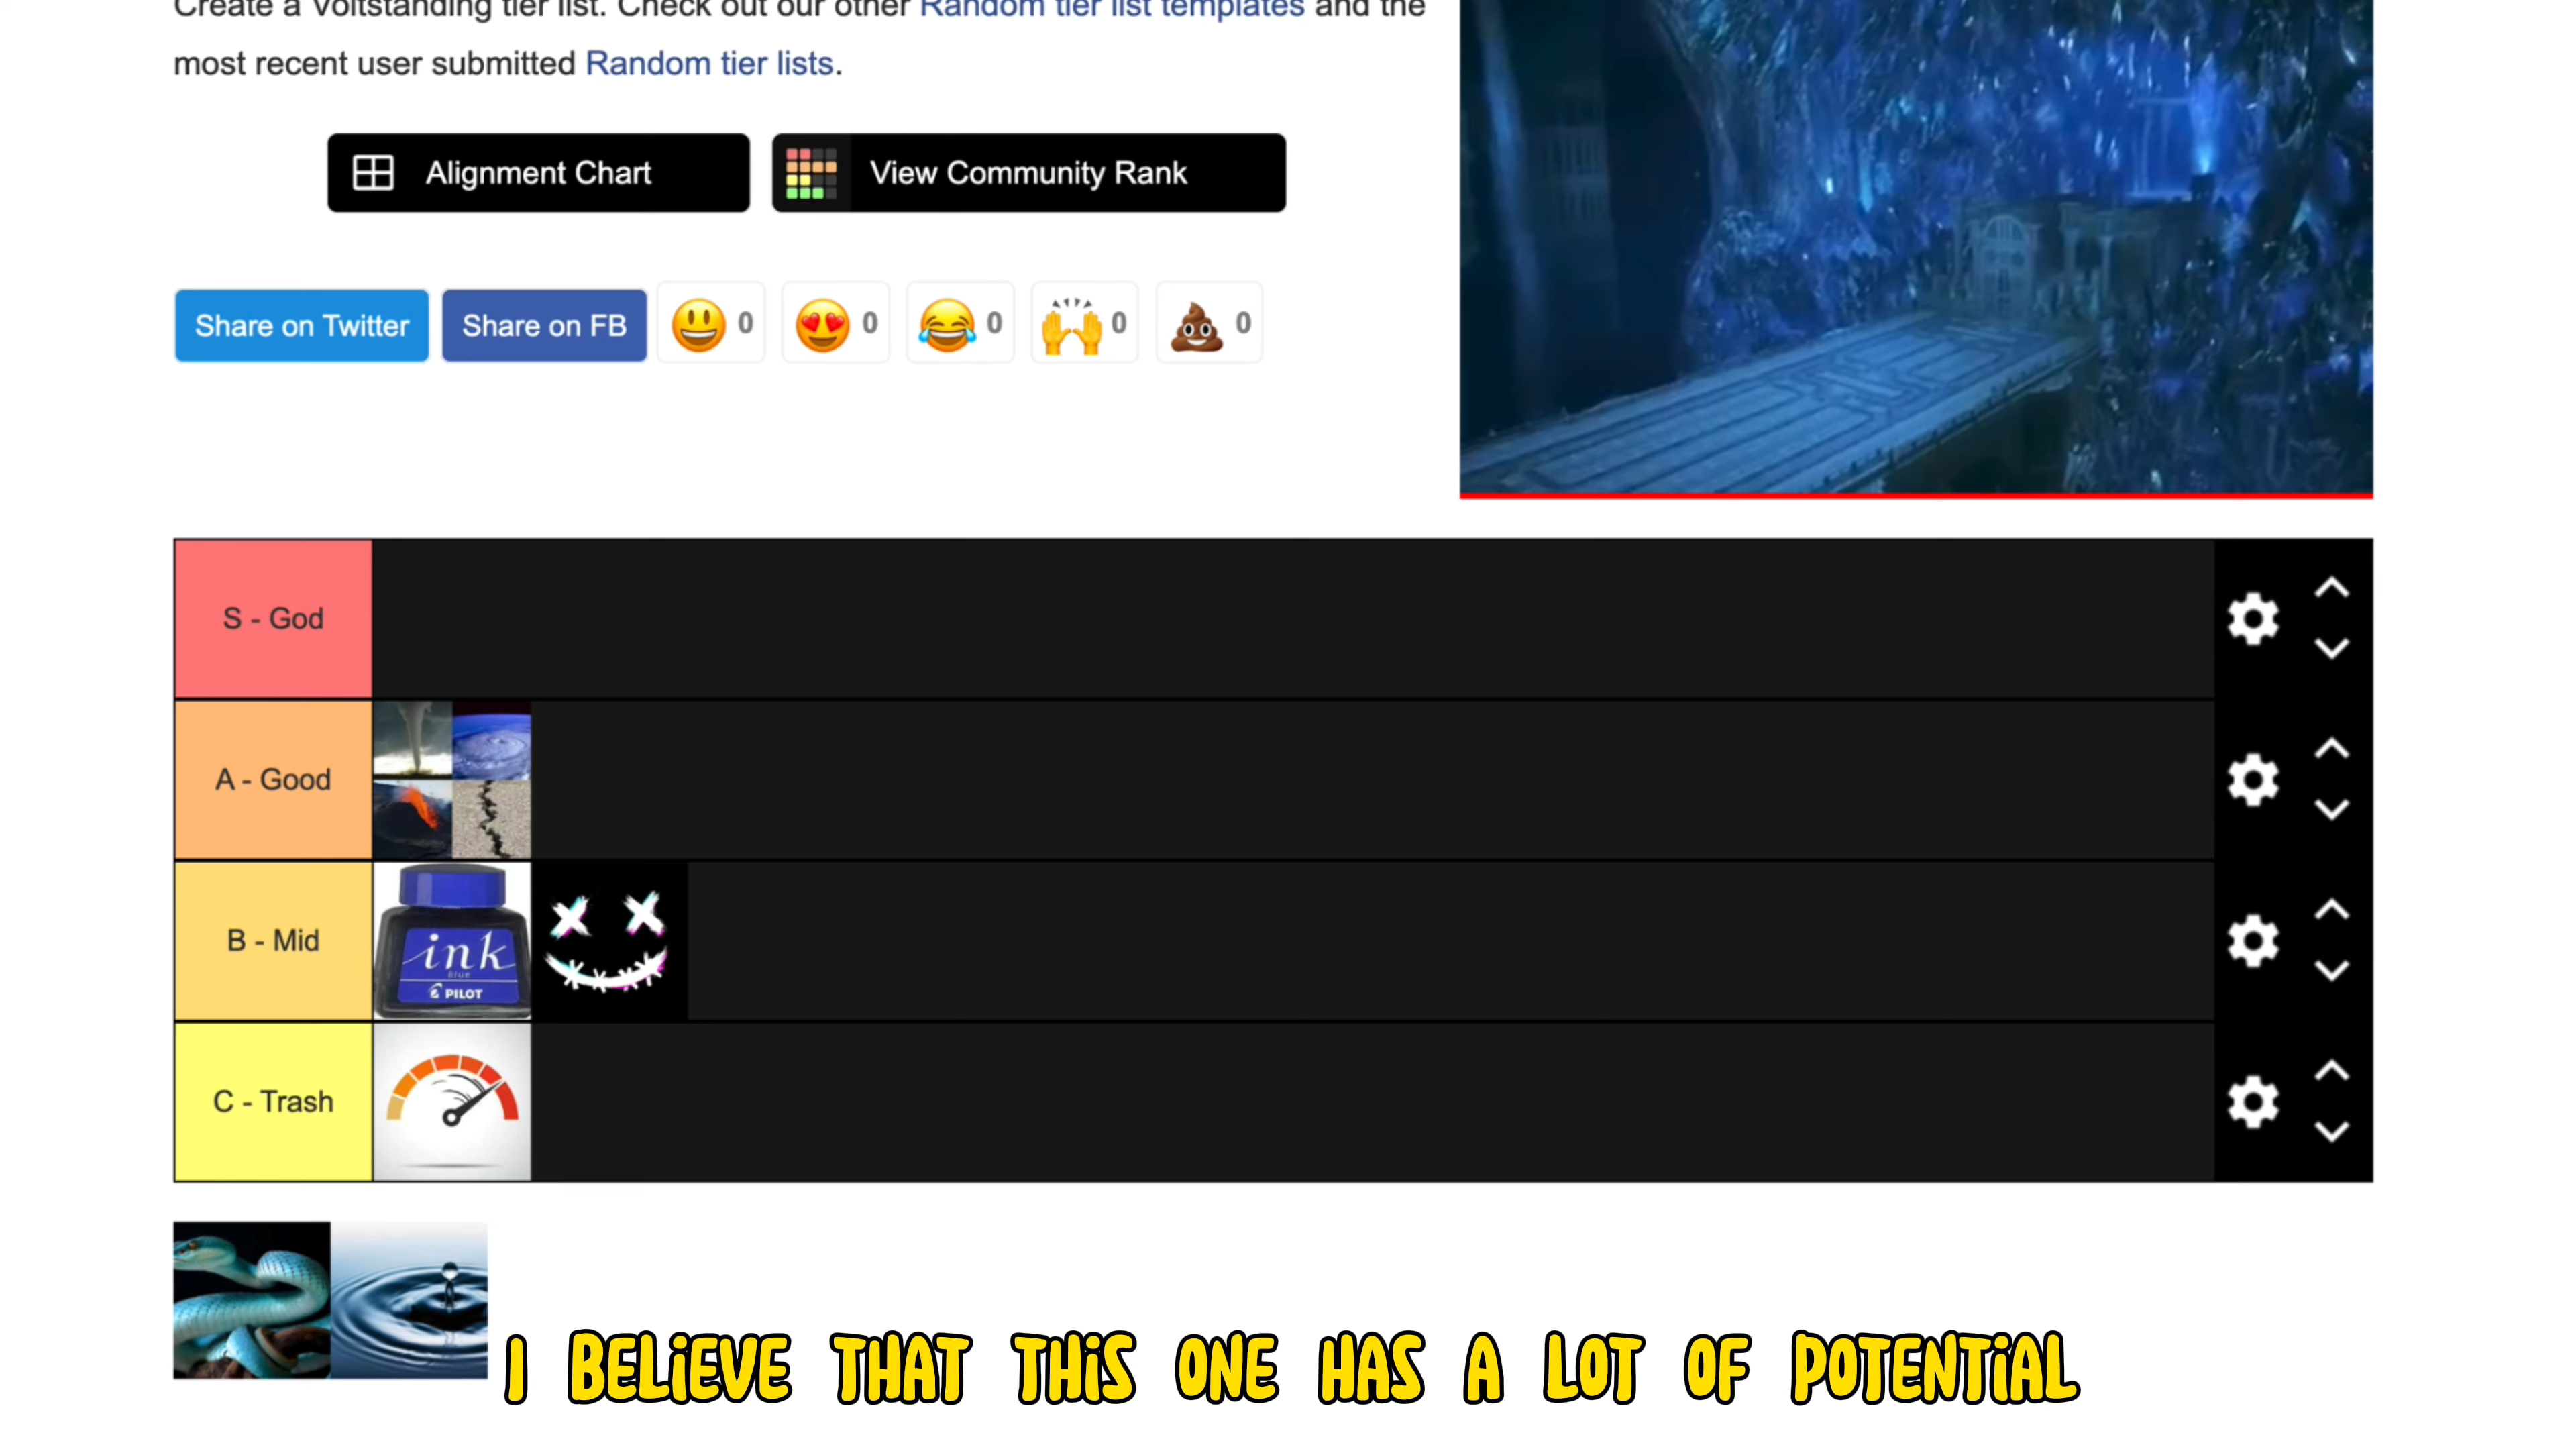 Create a Voltstanding tier list. Check out our other Random tier list templates and the
most recent user submitted Random tier lists.
Alignment Chart
View Community Rank
Share on Twitter
Share on FB
0
0
0
0
0
S - God
A - Good
B - Mid
ink
Blue
PILOT
C - Trash
I BELIEVE THAT THIS ONE HAS A LOT OF POTENTIAL